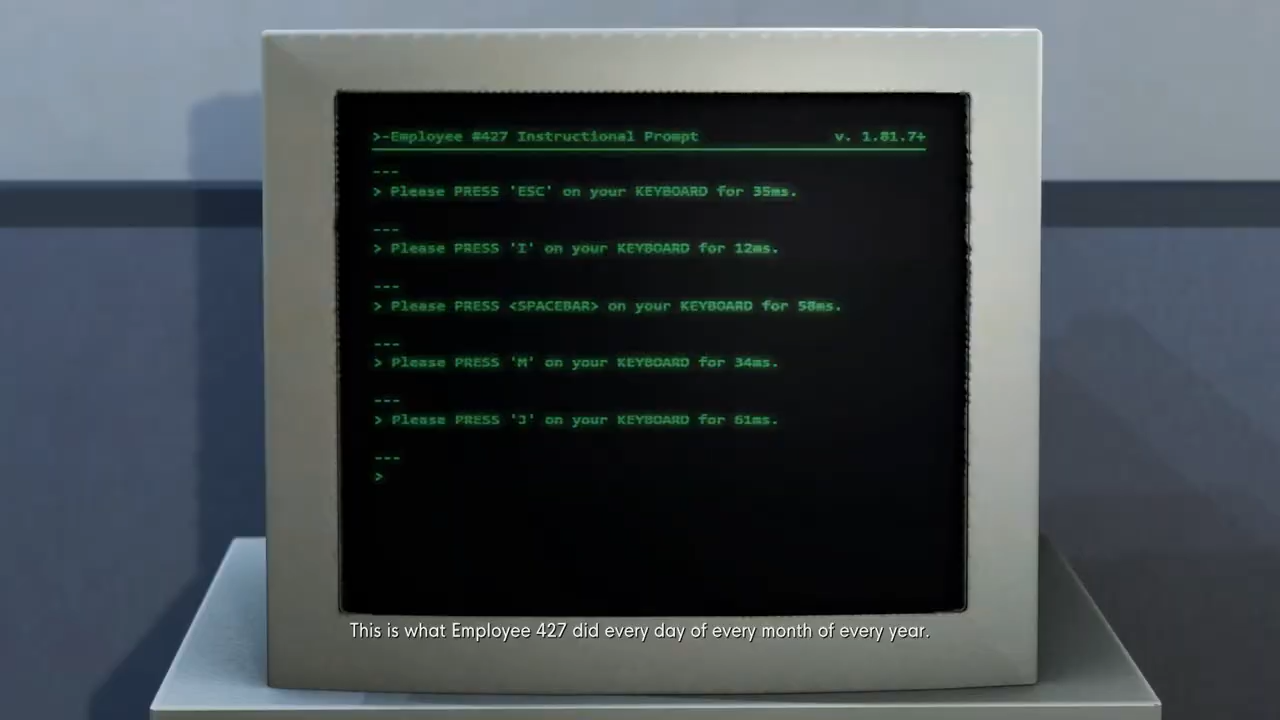 >-Employee #427 Instructional Prompt v. 1.81.7+
---
> Please PRESS 'ESC' on your KEYBOARD for 35ms.
---
> Please PRESS 'I' on your KEYBOARD for 12ms.
---
> Please PRESS <SPACEBAR> on your KEYBOARD for 58ms.
---
> Please PRESS 'M' on your KEYBOARD for 34ms.
---
> Please PRESS 'J' on your KEYBOARD for 61ms.
---
>
This is what Employee 427 did every day of every month of every year.